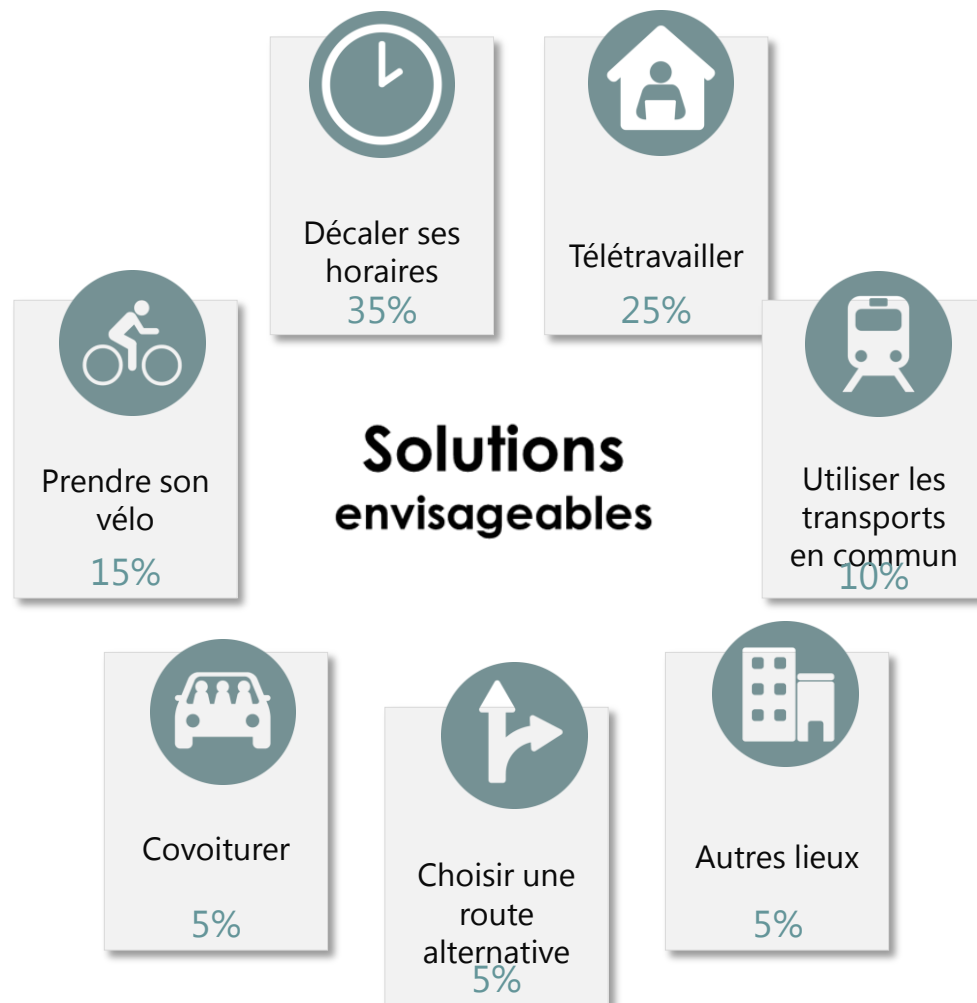 Décaler ses
horaires
35%
Télétravailler
25%
Prendre son
vélo
15%
Solutions
envisageables
Utiliser les
transports
en commun
10%
Covoiturer
5%
Choisir une
route
alternative
5%
Autres lieux
5%